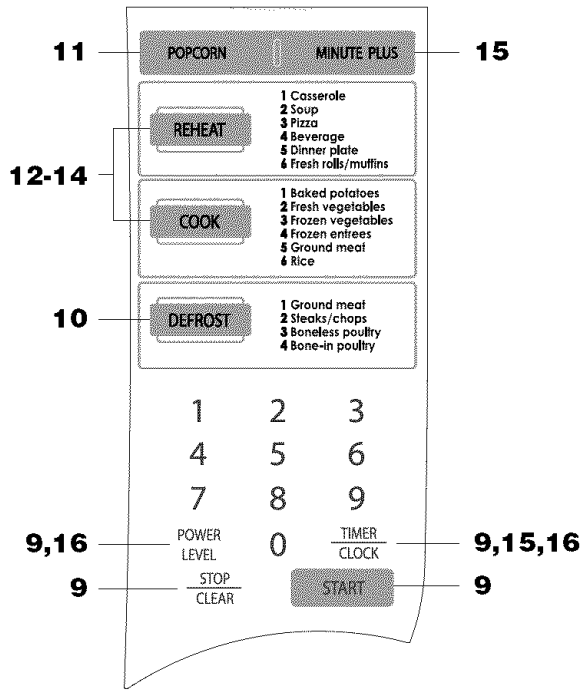 11 POPCORN MINUTE PLUS 15
1 Casserole
2 Soup
3 Pizza
4 Beverage
5 Dinner plate
6 Fresh rolls/muffins
REHEAT
12-14
1 Baked potatoes
2 Fresh vegetables
3 Frozen vegetables
4 Frozen entrees
5 Ground meat
6 Rice
COOK
10 DEFROST
1 Ground meat
2 Steaks/chops
3 Boneless poultry
4 Bone-in poultry
1 2 3
4 5 6
7 8 9
9,16 POWER LEVEL 0 TIMER CLOCK 9,15,16
9 STOP CLEAR START 9